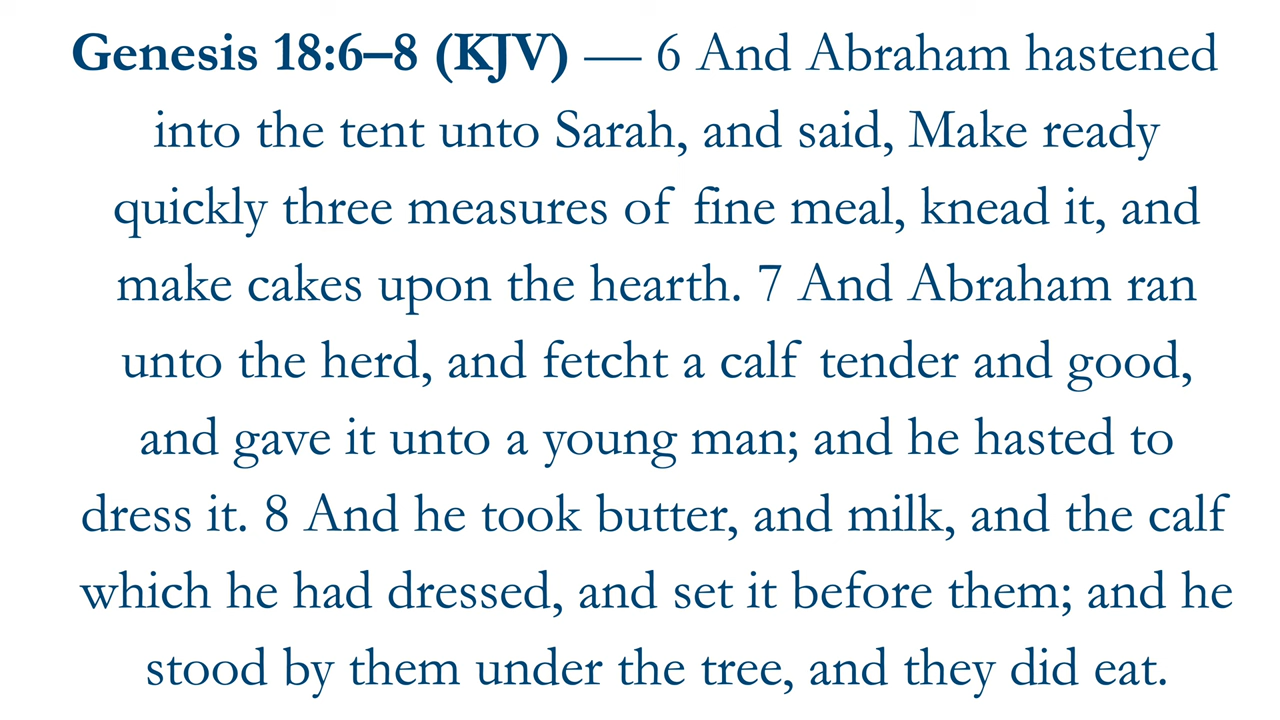 Genesis 18:6–8 (KJV) — 6 And Abraham hastened
into the tent unto Sarah, and said, Make ready
quickly three measures of fine meal, knead it, and
make cakes upon the hearth. 7 And Abraham ran
unto the herd, and fetcht a calf tender and good,
and gave it unto a young man; and he hasted to
dress it. 8 And he took butter, and milk, and the calf
which he had dressed, and set it before them; and he
stood by them under the tree, and they did eat.